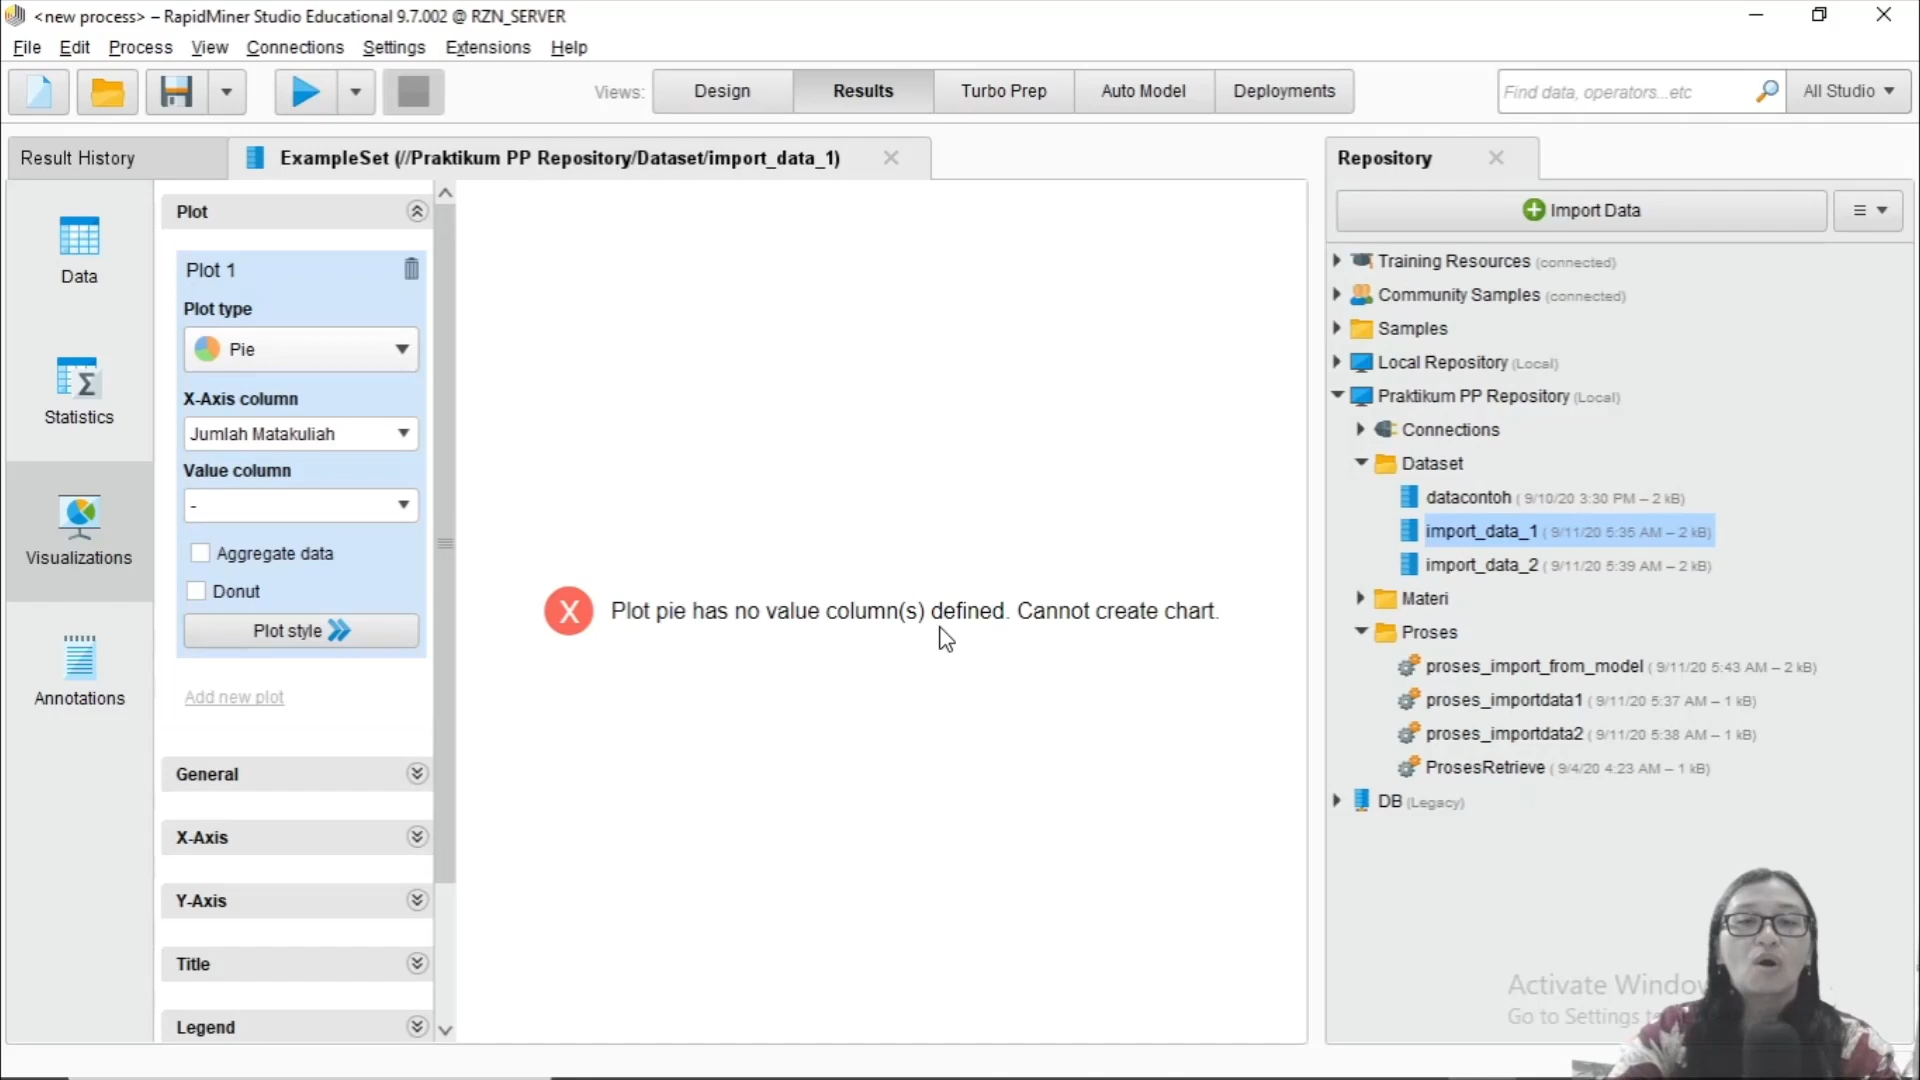 <new process> – RapidMiner Studio Educational 9.7.002 @ RZN_SERVER
File Edit Process View Connections Settings Extensions Help
Views: Design Results Turbo Prep Auto Model Deployments
Find data, operators...etc
All Studio
Result History
ExampleSet (//Praktikum PP Repository/Dataset/import_data_1)
Data
Statistics
Visualizations
Annotations
Plot
Plot 1
Plot type
Pie
X-Axis column
Jumlah Matakuliah
Value column
-
Aggregate data
Donut
Plot style
Add new plot
General
X-Axis
Y-Axis
Title
Legend
X Plot pie has no value column(s) defined. Cannot create chart.
Repository
Import Data
Training Resources (connected)
Community Samples (connected)
Samples
Local Repository (Local)
Praktikum PP Repository (Local)
Connections
Dataset
datacontoh ( 9/10/20 3:30 PM – 2 kB)
import_data_1 ( 9/11/20 5:35 AM – 2 kB)
import_data_2 ( 9/11/20 5:39 AM – 2 kB)
Materi
Proses
proses_import_from_model ( 9/11/20 5:43 AM – 2 kB)
proses_importdata1 ( 9/11/20 5:37 AM – 1 kB)
proses_importdata2 ( 9/11/20 5:38 AM – 1 kB)
ProsesRetrieve ( 9/4/20 4:23 AM – 1 kB)
DB (Legacy)
Activate Window
Go to Settings